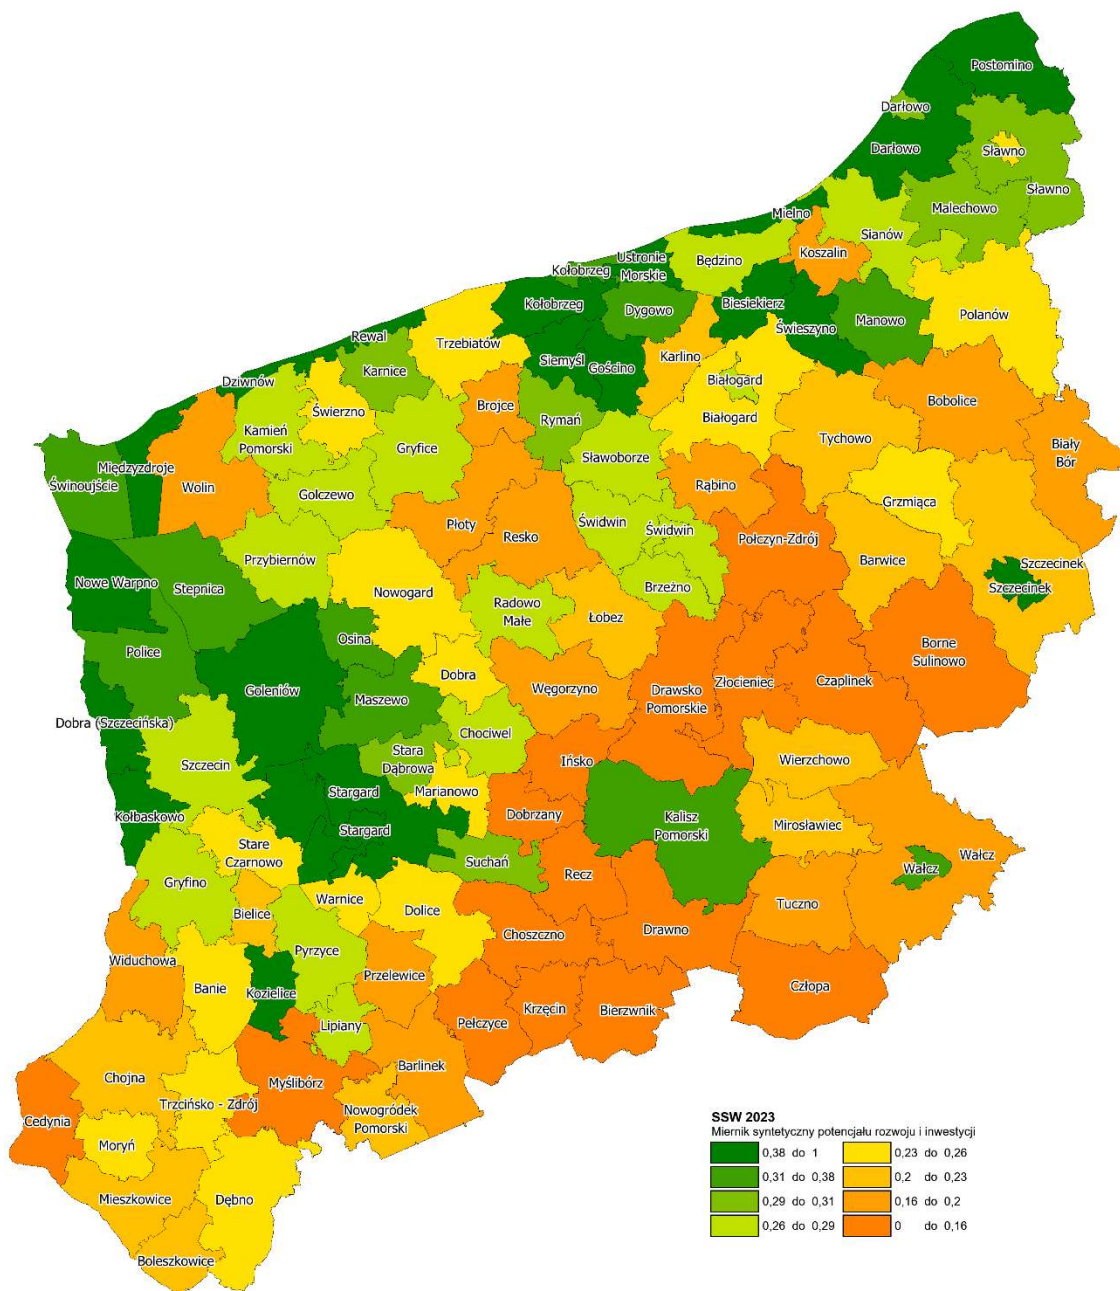 Postomino
Darłowo
Darłowo
Sławno
Sławno
Malechowo
Mielno
Sianów
Koszalin
Ustronie
Morskie
Będzino
Kołobrzeg
Kołobrzeg
Dygowo
Biesiekierz
Świeszyno
Manowo
Polanów
Rewal
Trzebiatów
Siemyśl
Gościno
Karlino
Białogard
Białogard
Dziwnów
Karnice
Świerzno
Brojce
Rymań
Tychowo
Bobolice
Biały
Bór
Kamień
Pomorski
Gryfice
Sławoborze
Międzyzdroje
Świnoujście
Wolin
Golczewo
Rąbino
Grzmiąca
Płoty
Resko
Świdwin
Świdwin
Połczyn-Zdrój
Przybiernów
Barwice
Szczecinek
Szczecinek
Nowe Warpno
Stepnica
Nowogard
Brzeżno
Radowo
Małe
Łobez
Osina
Police
Borne
Sulinowo
Dobra
Węgorzyno
Drawsko
Pomorskie
Złocieniec
Czaplinek
Goleniów
Maszewo
Dobra (Szczecińska)
Chociwel
Szczecin
Stara
Dąbrowa
Ińsko
Wierzchowo
Marianowo
Stargard
Kołbaskowo
Dobrzany
Kalisz
Pomorski
Mirosławiec
Stargard
Stare
Czarnowo
Suchań
Wałcz
Wałcz
Gryfino
Recz
Warnice
Dolice
Bielice
Tuczno
Pyrzyce
Choszczno
Drawno
Widuchowa
Banie
Kozielice
Przelewice
Człopa
Lipiany
Pełczyce
Krzęcin
Bierzwnik
Barlinek
Chojna
Myślibórz
Trzcińsko - Zdrój
Cedynia
Nowogródek
Pomorski
Moryń
Mieszkowice
Dębno
Boleszkowice
SSW 2023
Miernik syntetyczny potencjału rozwoju i inwestycji
0,38 do 1
0,23 do 0,26
0,31 do 0,38
0,2 do 0,23
0,29 do 0,31
0,16 do 0,2
0,26 do 0,29
0 do 0,16